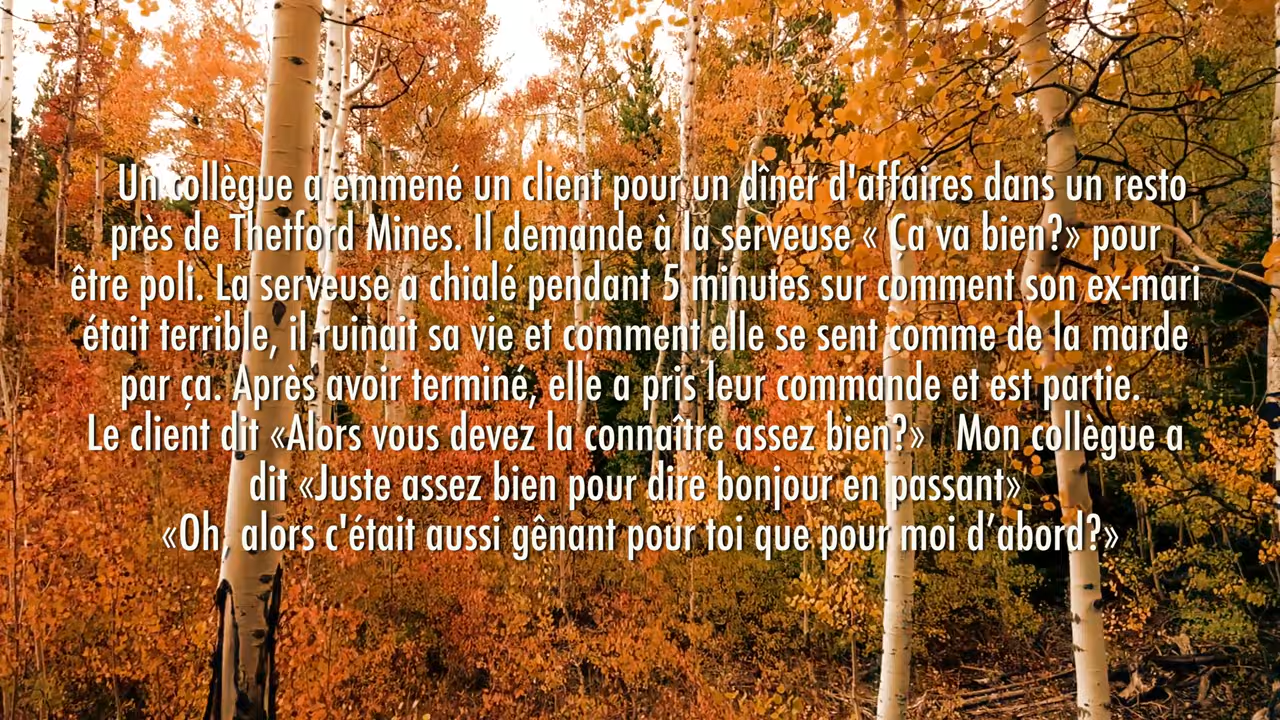 Un collègue a emmené un client pour un dîner d'affaires dans un resto
près de Thetford Mines. Il demande à la serveuse « Ça va bien?» pour
être poli. La serveuse a chialé pendant 5 minutes sur comment son ex-mari
était terrible, il ruinait sa vie et comment elle se sent comme de la marde
par ça. Après avoir terminé, elle a pris leur commande et est partie.
Le client dit «Alors vous devez la connaître assez bien?» Mon collègue a
dit «Juste assez bien pour dire bonjour en passant»
«Oh, alors c'était aussi gênant pour toi que pour moi d’abord?»